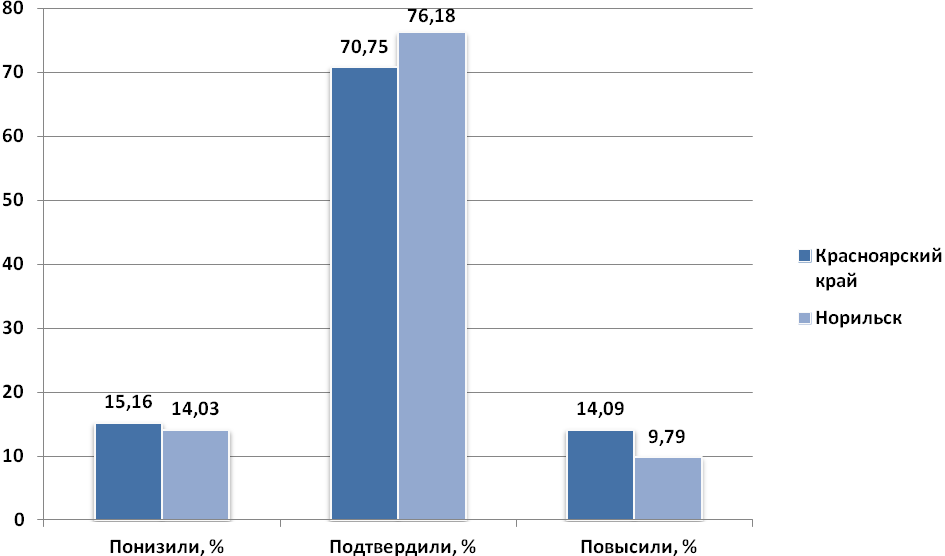 80
70
60
50
40
30
20
10
0
15,16
14,03
70,75
76,18
14,09
9,79
Понизили, %
Подтвердили, %
Повысили, %
Красноярский
край
Норильск